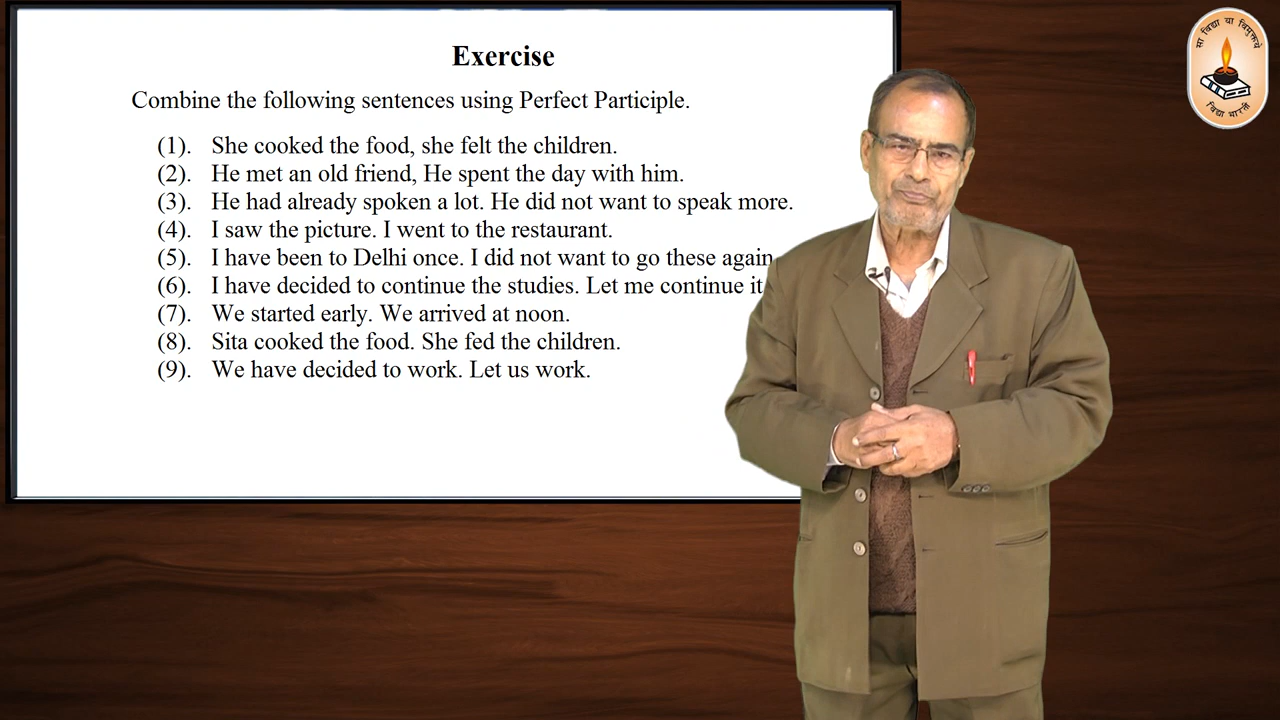 Exercise
Combine the following sentences using Perfect Participle.
(1). She cooked the food, she felt the children.
(2). He met an old friend, He spent the day with him.
(3). He had already spoken a lot. He did not want to speak more.
(4). I saw the picture. I went to the restaurant.
(5). I have been to Delhi once. I did not want to go these again
(6). I have decided to continue the studies. Let me continue it
(7). We started early. We arrived at noon.
(8). Sita cooked the food. She fed the children.
(9). We have decided to work. Let us work.
सा विद्या या विमुक्तये
विद्या भारती